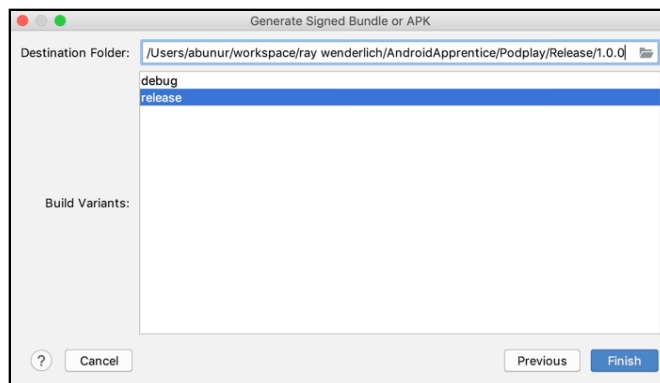 Generate Signed Bundle or APK
Destination Folder: /Users/abunur/workspace/ray wenderlich/AndroidApprentice/Podplay/Release/1.0.0
debug
release
Build Variants:
? Cancel Previous Finish